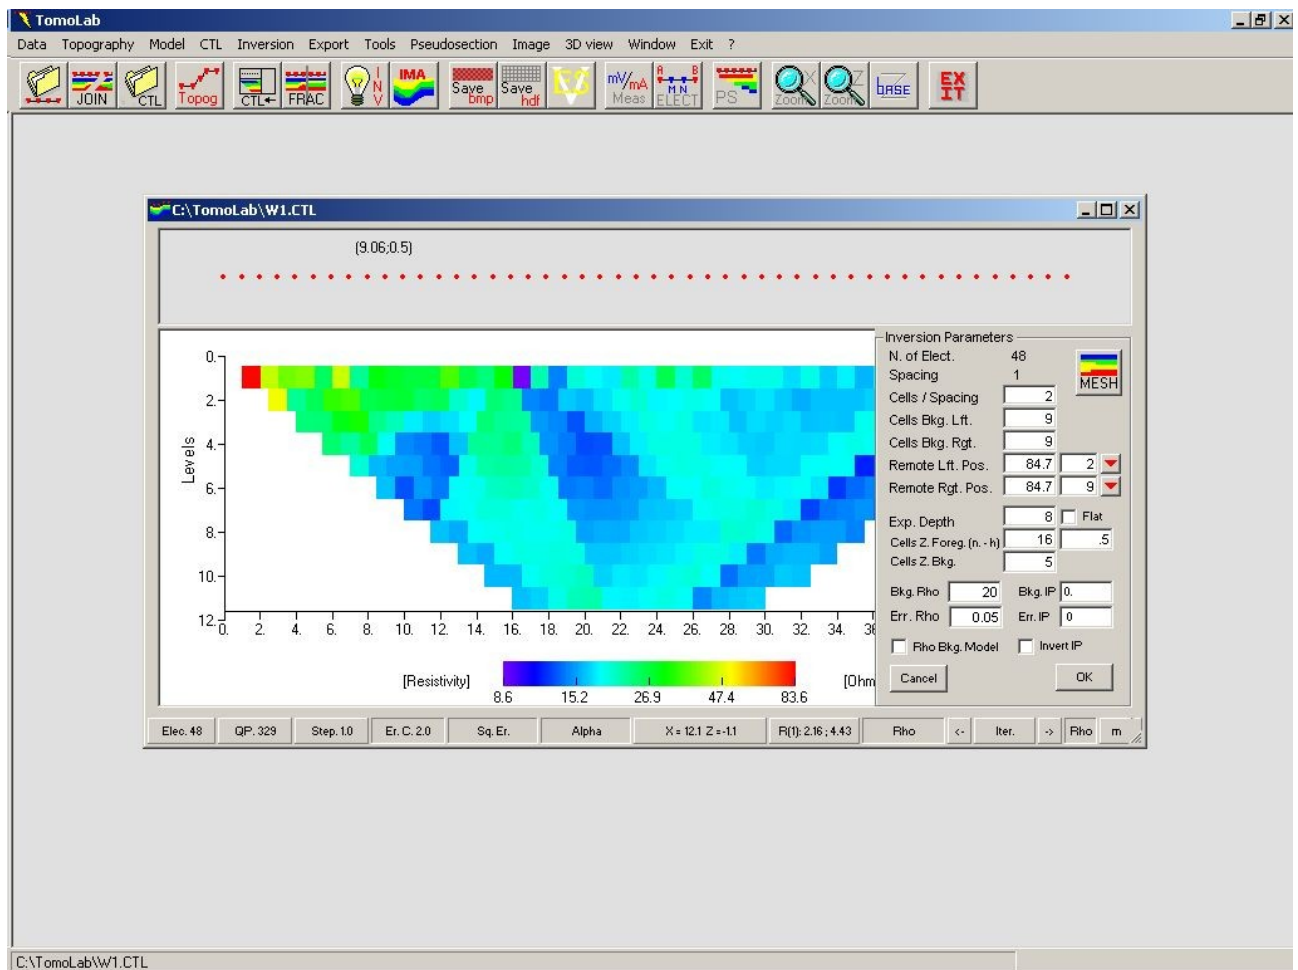 TomoLab
Data Topography Model CTL Inversion Export Tools Pseudosection Image 3D view Window Exit ?
JOIN CTL Topog CTL FRAC INV IMA Save bmp Save hdf VES mV/mA Meas A B M N ELECT PS Zoom X Zoom Z BASE EXIT
C:\TomoLab\W1.CTL
(9.06;0.5)
Inversion Parameters
N. of Elect. 48
Spacing 1
MESH
Cells / Spacing 2
Cells Bkg. Lft. 9
Cells Bkg. Rgt. 9
Remote Lft. Pos. 84.7 2
Remote Rgt. Pos. 84.7 9
Exp. Depth 8 Flat
Cells Z. Foreg. (n. - h) 16 .5
Cells Z. Bkg. 5
Bkg. Rho 20 Bkg. IP 0.
Err. Rho 0.05 Err. IP 0
Rho Bkg. Model Invert IP
Cancel OK
Levels
0.
2.
4.
6.
8.
10.
12.
0. 2. 4. 6. 8. 10. 12. 14. 16. 18. 20. 22. 24. 26. 28. 30. 32. 34. 36
[Resistivity] [Ohm
8.6 15.2 26.9 47.4 83.6
Elec. 48 QP. 329 Step. 1.0 Er. C. 2.0 Sq. Er. Alpha X = 12.1 Z = -1.1 R(1): 2.16 ; 4.43 Rho <- Iter. -> Rho m
C:\TomoLab\W1.CTL